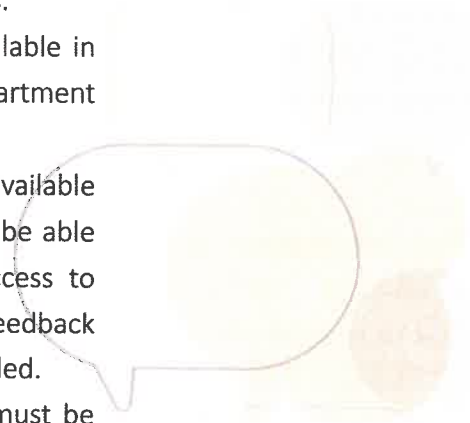 .
lable in
artment
vailable
be able
cess to
eedback
led.
must be